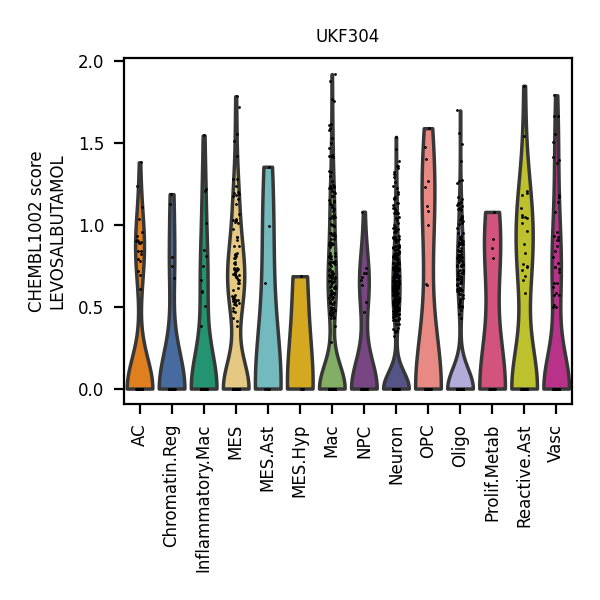 UKF304
CHEMBL1002 score
LEVOSALBUTAMOL
2.0
1.5
1.0
0.5
0.0
AC
Chromatin.Reg
Inflammatory.Mac
MES
MES.Ast
MES.Hyp
Mac
NPC
Neuron
OPC
Oligo
Prolif.Metab
Reactive.Ast
Vasc